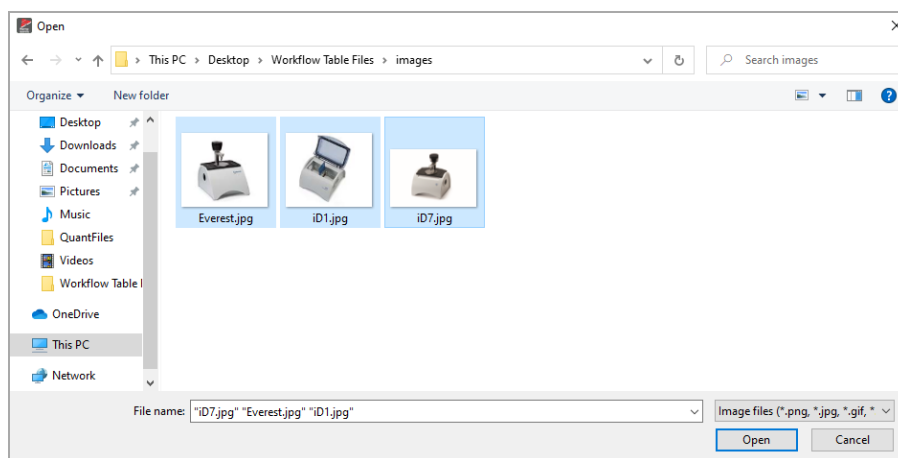 Open
This PC > Desktop > Workflow Table Files > images
Search images
Organize
New folder
Desktop
Downloads
Documents
Pictures
Music
QuantFiles
Videos
Workflow Table
OneDrive
This PC
Network
Everest.jpg
iD1.jpg
iD7.jpg
File name: "iD7.jpg" "Everest.jpg" "iD1.jpg"
Image files (*.png, *.jpg, *.gif, *
Open
Cancel